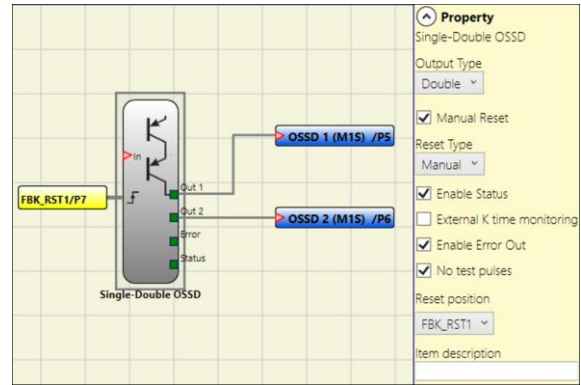 In
FBK_RST1/P7
Out 1
Out 2
Error
Status
Single-Double OSSD
OSSD 1 (M1S) /P5
OSSD 2 (M1S) /P6
Property
Single-Double OSSD
Output Type
Double
Manual Reset
Reset Type
Manual
Enable Status
External K time monitoring
Enable Error Out
No test pulses
Reset position
FBK_RST1
Item description